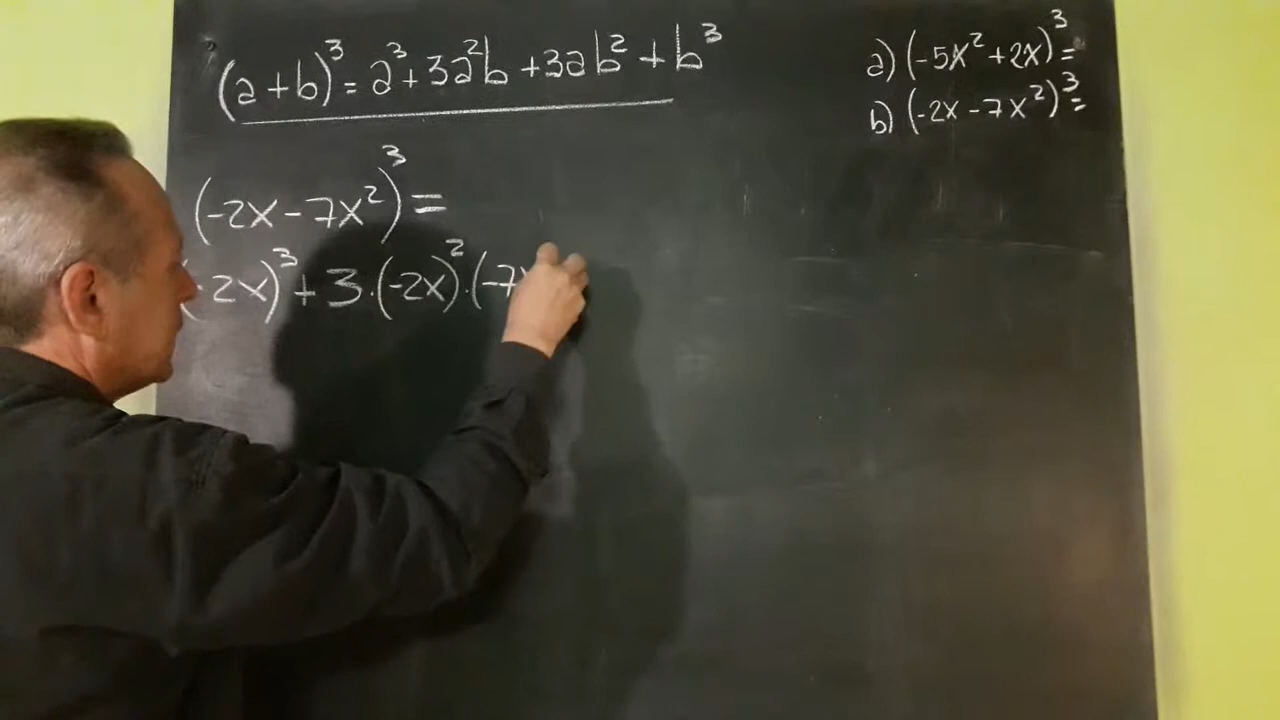 (a+b)³ = a³+3a²b+3ab²+b³
a) (-5x²+2x)³=
b) (-2x-7x²)³=
(-2x-7x²)³=
(-2x)³+3·(-2x)²·(-7x